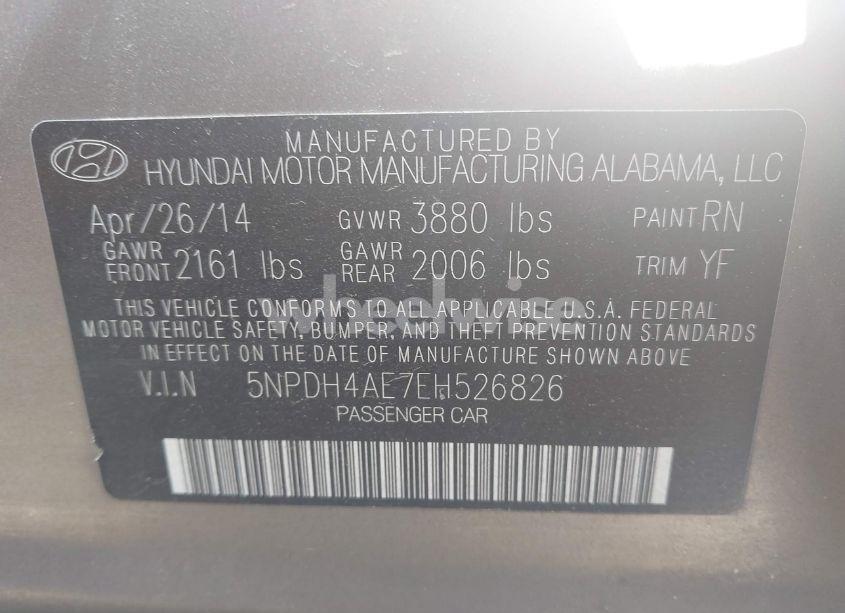 MANUFACTURED BY
HYUNDAI MOTOR MANUFACTURING ALABAMA, LLC
Apr/26/14 GVWR 3880 lbs PAINT RN
GAWR FRONT 2161 lbs GAWR REAR 2006 lbs TRIM YF
THIS VEHICLE CONFORMS TO ALL APPLICABLE U.S.A. FEDERAL
MOTOR VEHICLE SAFETY, BUMPER, AND THEFT PREVENTION STANDARDS
IN EFFECT ON THE DATE OF MANUFACTURE SHOWN ABOVE
V.I.N 5NPDH4AE7EH526826
PASSENGER CAR
wheelwise